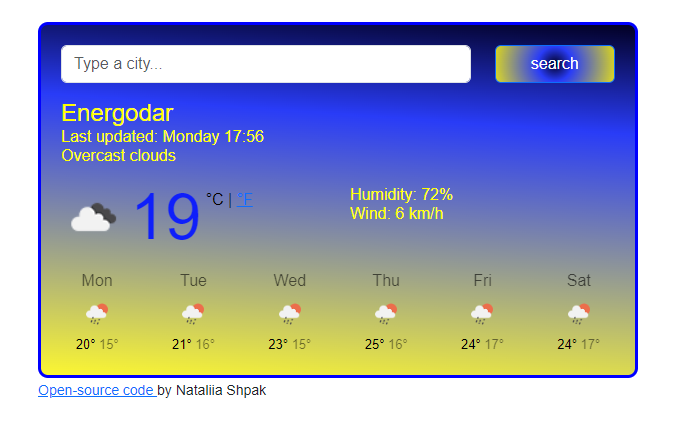 Type a city...
search
Energodar
Last updated: Monday 17:56
Overcast clouds
19 °C | °F
Humidity: 72%
Wind: 6 km/h
Mon Tue Wed Thu Fri Sat
20° 15° 21° 16° 23° 15° 25° 16° 24° 17° 24° 17°
Open-source code by Nataliia Shpak